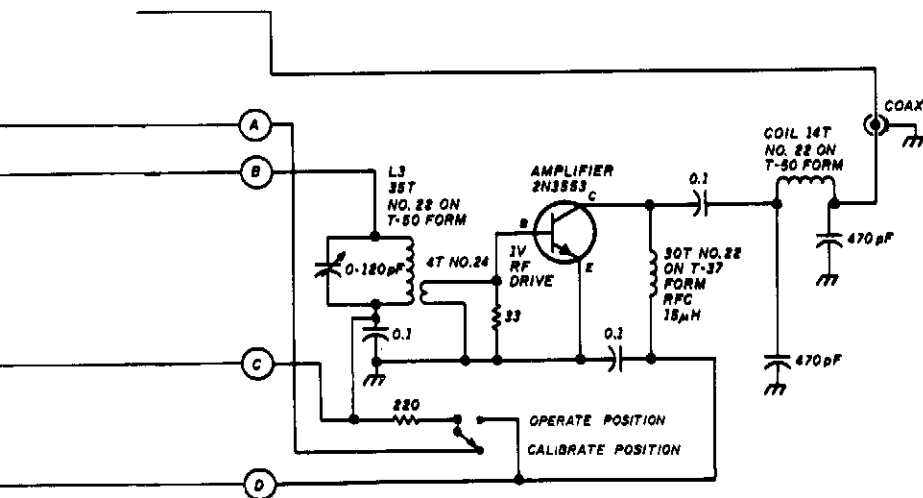 A
COAX
COIL 14T
NO. 22 ON
T-50 FORM
B
L3
35T
NO. 22 ON
T-50 FORM
AMPLIFIER
2N3553
C
0.1
B
1V
RF
DRIVE
E
470pF
0-120pF
4T NO.24
30T NO.22
ON T-37
FORM
RFC
15μH
33
0.1
0.1
470pF
C
220
OPERATE POSITION
CALIBRATE POSITION
D